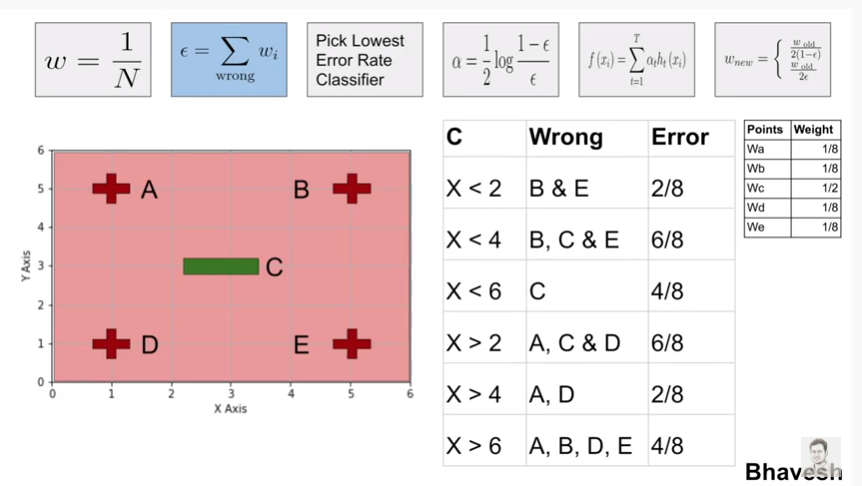 w = 1/N
ϵ = ∑ wrong w_i
Pick Lowest
Error Rate
Classifier
α = 1/2 log (1−ϵ)/ϵ
f(x_i) = ∑_{t=1}^{T} α_t h_t(x_i)
w_new = { w_old/2(1−ϵ)
w_old/2ϵ
C Wrong Error
X < 2 B & E 2/8
X < 4 B, C & E 6/8
X < 6 C 4/8
X > 2 A, C & D 6/8
X > 4 A, D 2/8
X > 6 A, B, D, E 4/8
Points Weight
Wa 1/8
Wb 1/8
Wc 1/2
Wd 1/8
We 1/8
6
5
4
3
2
1
0
Y Axis
A B
C
D E
0 1 2 3 4 5 6
X Axis
Bhavesh